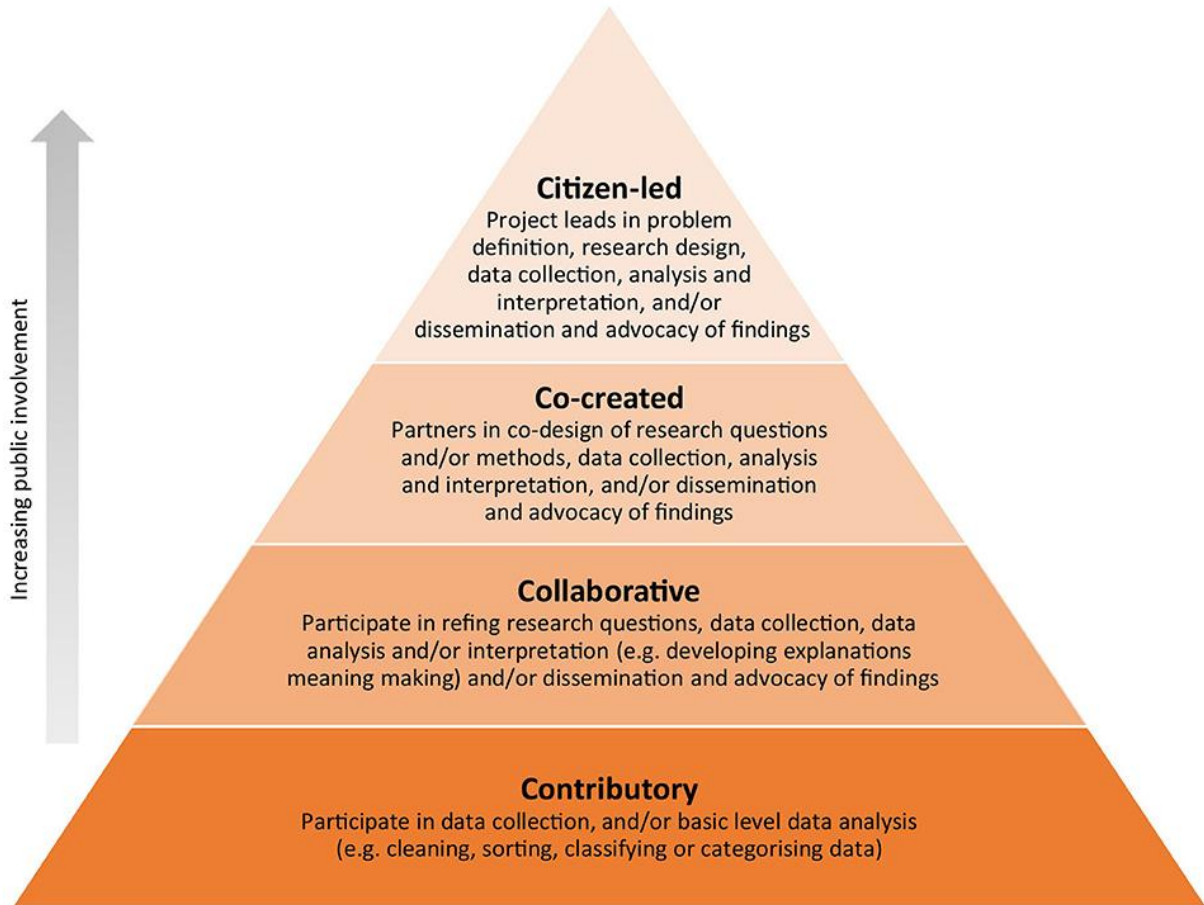 Increasing public involvement
Citizen-led
Project leads in problem
definition, research design,
data collection, analysis and
interpretation, and/or
dissemination and advocacy of findings
Co-created
Partners in co-design of research questions
and/or methods, data collection, analysis
and interpretation, and/or dissemination
and advocacy of findings
Collaborative
Participate in refing research questions, data collection, data
analysis and/or interpretation (e.g. developing explanations
meaning making) and/or dissemination and advocacy of findings
Contributory
Participate in data collection, and/or basic level data analysis
(e.g. cleaning, sorting, classifying or categorising data)